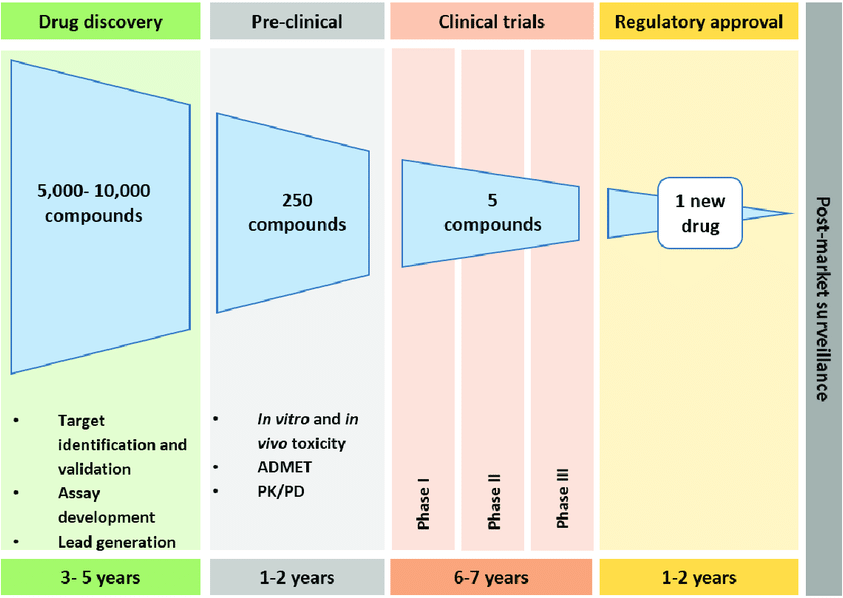 Drug discovery
Pre-clinical
Clinical trials
Regulatory approval
5,000- 10,000
compounds
250
compounds
5
compounds
1 new
drug
Post-market surveillance
• Target
identification and
validation
• Assay
development
• Lead generation
• In vitro and in
vivo toxicity
• ADMET
• PK/PD
Phase I
Phase II
Phase III
3- 5 years
1-2 years
6-7 years
1-2 years